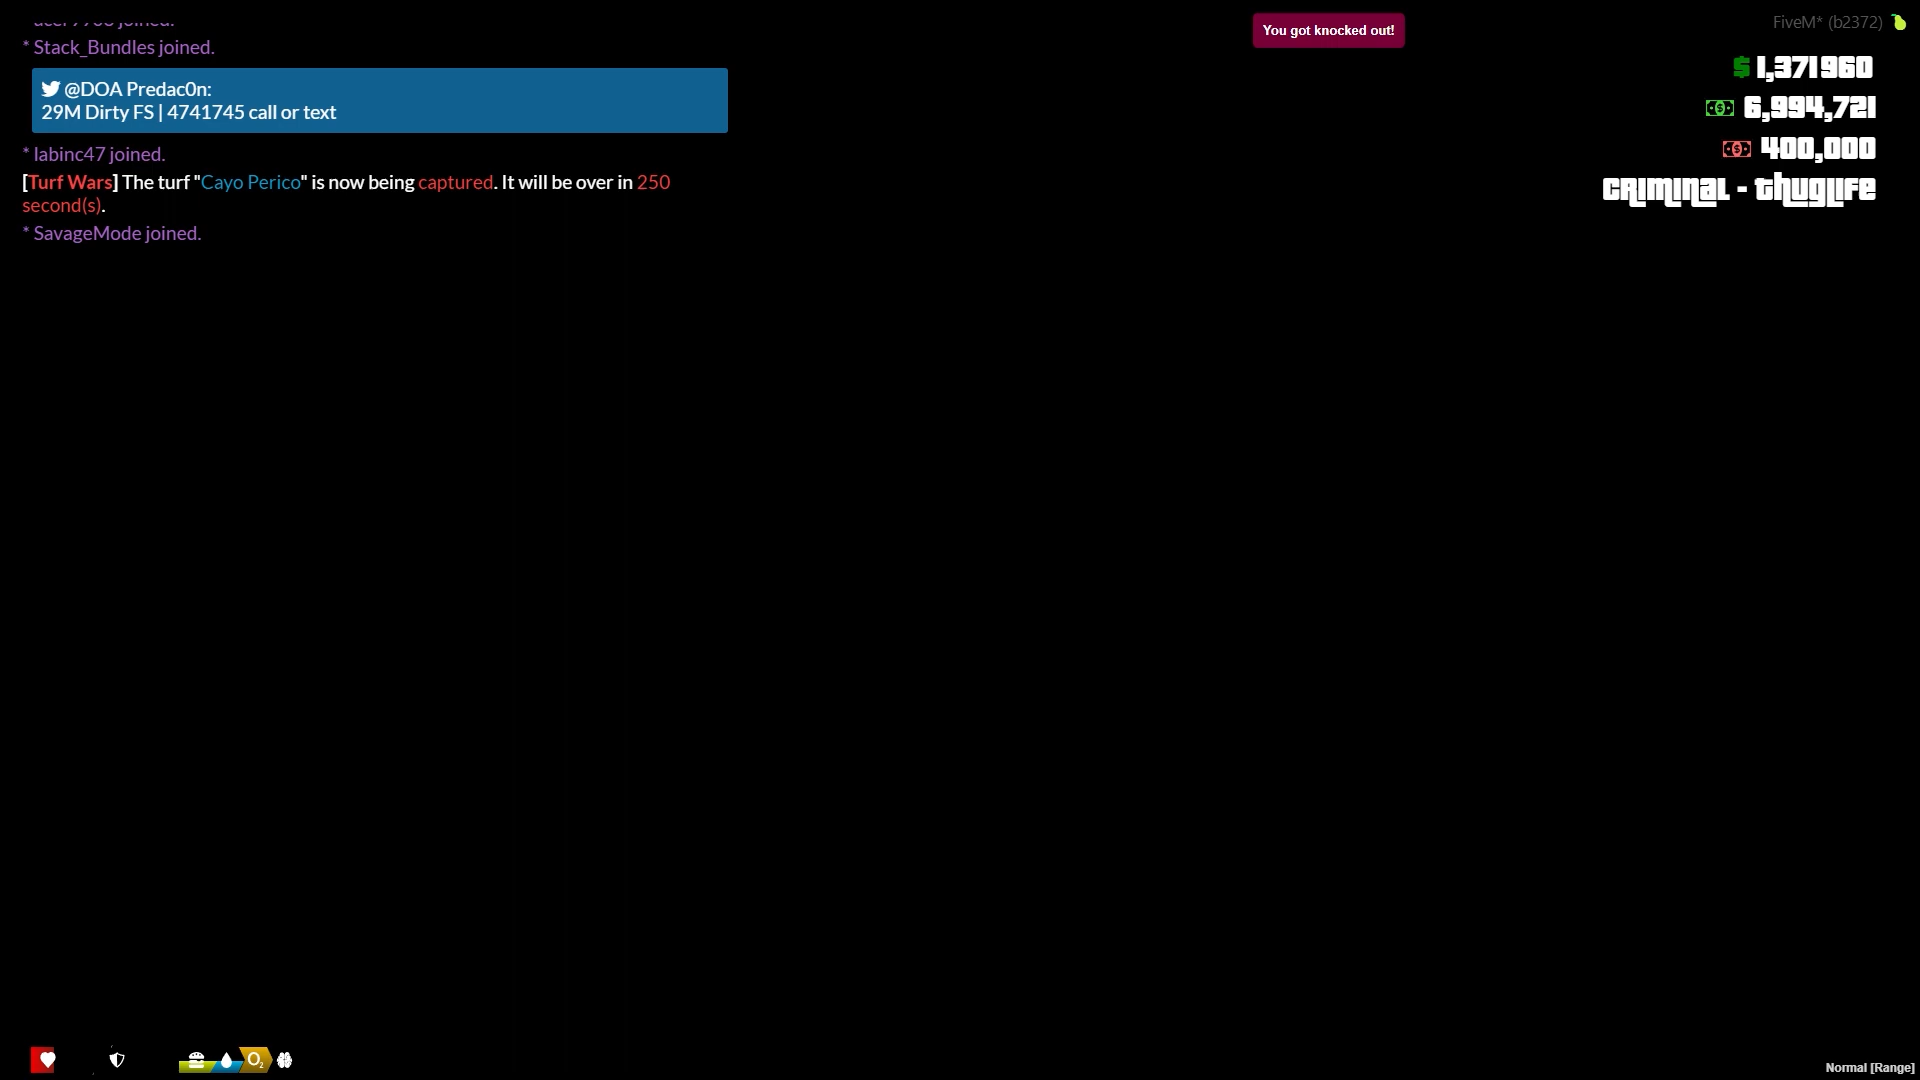 * Stack_Bundles joined.
@DOA Predac0n:
29M Dirty FS | 4741745 call or text
* labinc47 joined.
[Turf Wars] The turf "Cayo Perico" is now being captured. It will be over in 250
second(s).
* SavageMode joined.
You got knocked out!
FiveM* (b2372)
$ 1,371960
6,994,721
400,000
CRIMINAL - THUGLIFE
O2
Normal [Range]